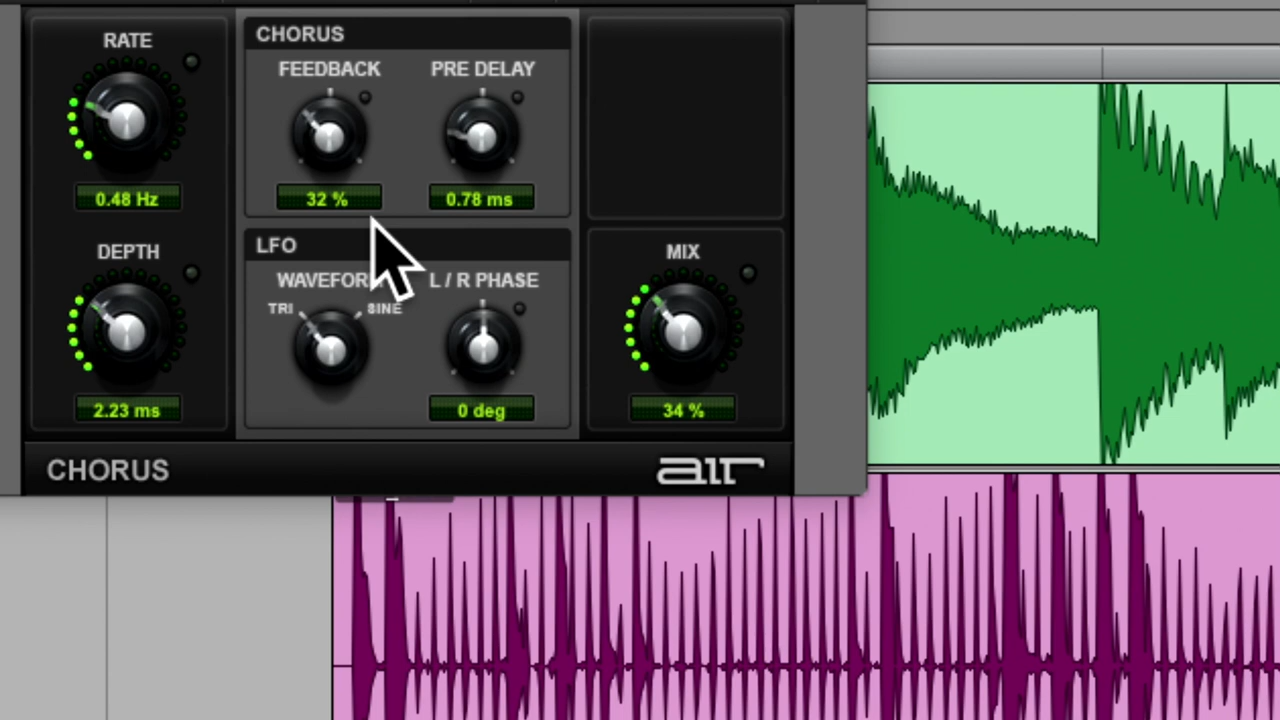 RATE
0.48 Hz
DEPTH
2.23 ms
CHORUS
FEEDBACK PRE DELAY
32 % 0.78 ms
LFO
WAVEFOR L / R PHASE
TRI SINE
0 deg
MIX
34 %
CHORUS
air